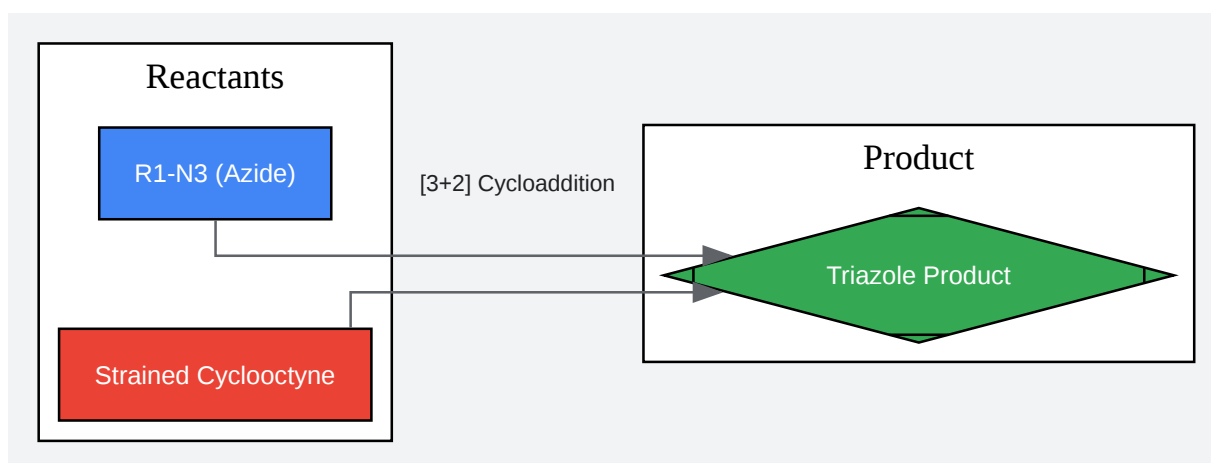 Reactants
R1-N3 (Azide)
Strained Cyclooctyne
[3+2] Cycloaddition
Product
Triazole Product